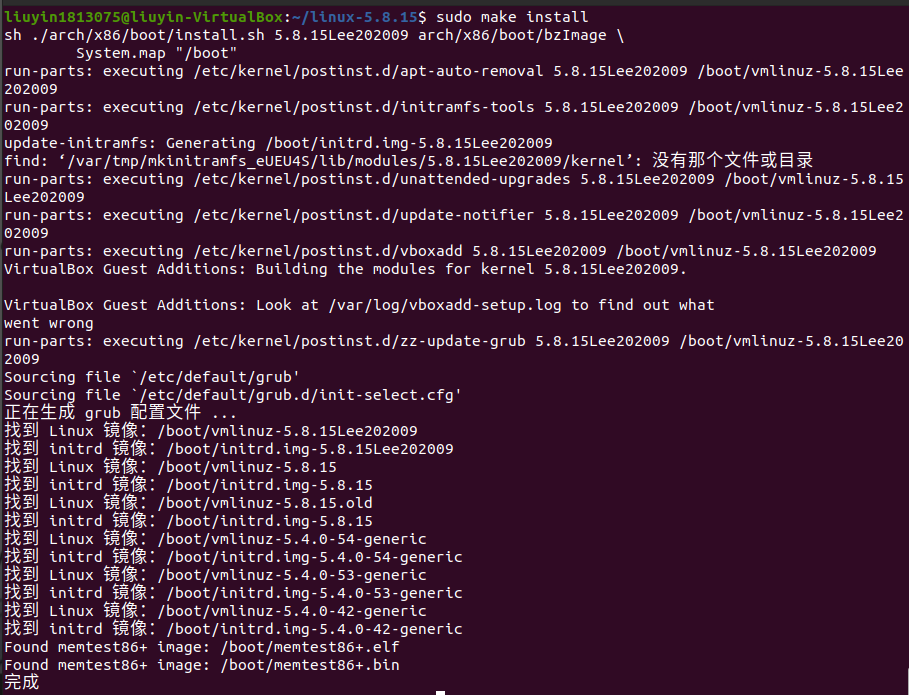 liuyin1813075@liuyin-VirtualBox:~/linux-5.8.15$ sudo make install
sh ./arch/x86/boot/install.sh 5.8.15Lee202009 arch/x86/boot/bzImage \
        System.map "/boot"
run-parts: executing /etc/kernel/postinst.d/apt-auto-removal 5.8.15Lee202009 /boot/vmlinuz-5.8.15Lee
202009
run-parts: executing /etc/kernel/postinst.d/initramfs-tools 5.8.15Lee202009 /boot/vmlinuz-5.8.15Lee2
02009
update-initramfs: Generating /boot/initrd.img-5.8.15Lee202009
find: ‘/var/tmp/mkinitramfs_eUEU4S/lib/modules/5.8.15Lee202009/kernel’: 没有那个文件或目录
run-parts: executing /etc/kernel/postinst.d/unattended-upgrades 5.8.15Lee202009 /boot/vmlinuz-5.8.15
Lee202009
run-parts: executing /etc/kernel/postinst.d/update-notifier 5.8.15Lee202009 /boot/vmlinuz-5.8.15Lee2
02009
run-parts: executing /etc/kernel/postinst.d/vboxadd 5.8.15Lee202009 /boot/vmlinuz-5.8.15Lee202009
VirtualBox Guest Additions: Building the modules for kernel 5.8.15Lee202009.
VirtualBox Guest Additions: Look at /var/log/vboxadd-setup.log to find out what
went wrong
run-parts: executing /etc/kernel/postinst.d/zz-update-grub 5.8.15Lee202009 /boot/vmlinuz-5.8.15Lee20
2009
Sourcing file `/etc/default/grub'
Sourcing file `/etc/default/grub.d/init-select.cfg'
正在生成 grub 配置文件 ...
找到 Linux 镜像：/boot/vmlinuz-5.8.15Lee202009
找到 initrd 镜像：/boot/initrd.img-5.8.15Lee202009
找到 Linux 镜像：/boot/vmlinuz-5.8.15
找到 initrd 镜像：/boot/initrd.img-5.8.15
找到 Linux 镜像：/boot/vmlinuz-5.8.15.old
找到 initrd 镜像：/boot/initrd.img-5.8.15
找到 Linux 镜像：/boot/vmlinuz-5.4.0-54-generic
找到 initrd 镜像：/boot/initrd.img-5.4.0-54-generic
找到 Linux 镜像：/boot/vmlinuz-5.4.0-53-generic
找到 initrd 镜像：/boot/initrd.img-5.4.0-53-generic
找到 Linux 镜像：/boot/vmlinuz-5.4.0-42-generic
找到 initrd 镜像：/boot/initrd.img-5.4.0-42-generic
Found memtest86+ image: /boot/memtest86+.elf
Found memtest86+ image: /boot/memtest86+.bin
完成